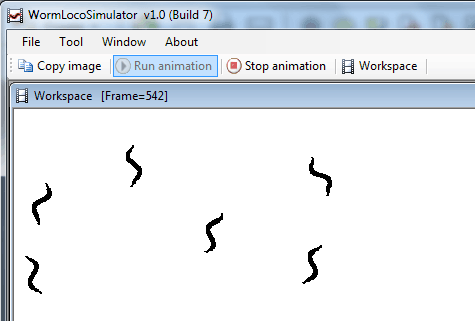 WormLocoSimulator v1.0 (Build 7)
File Tool Window About
Copy image Run animation Stop animation Workspace
Workspace [Frame=542]